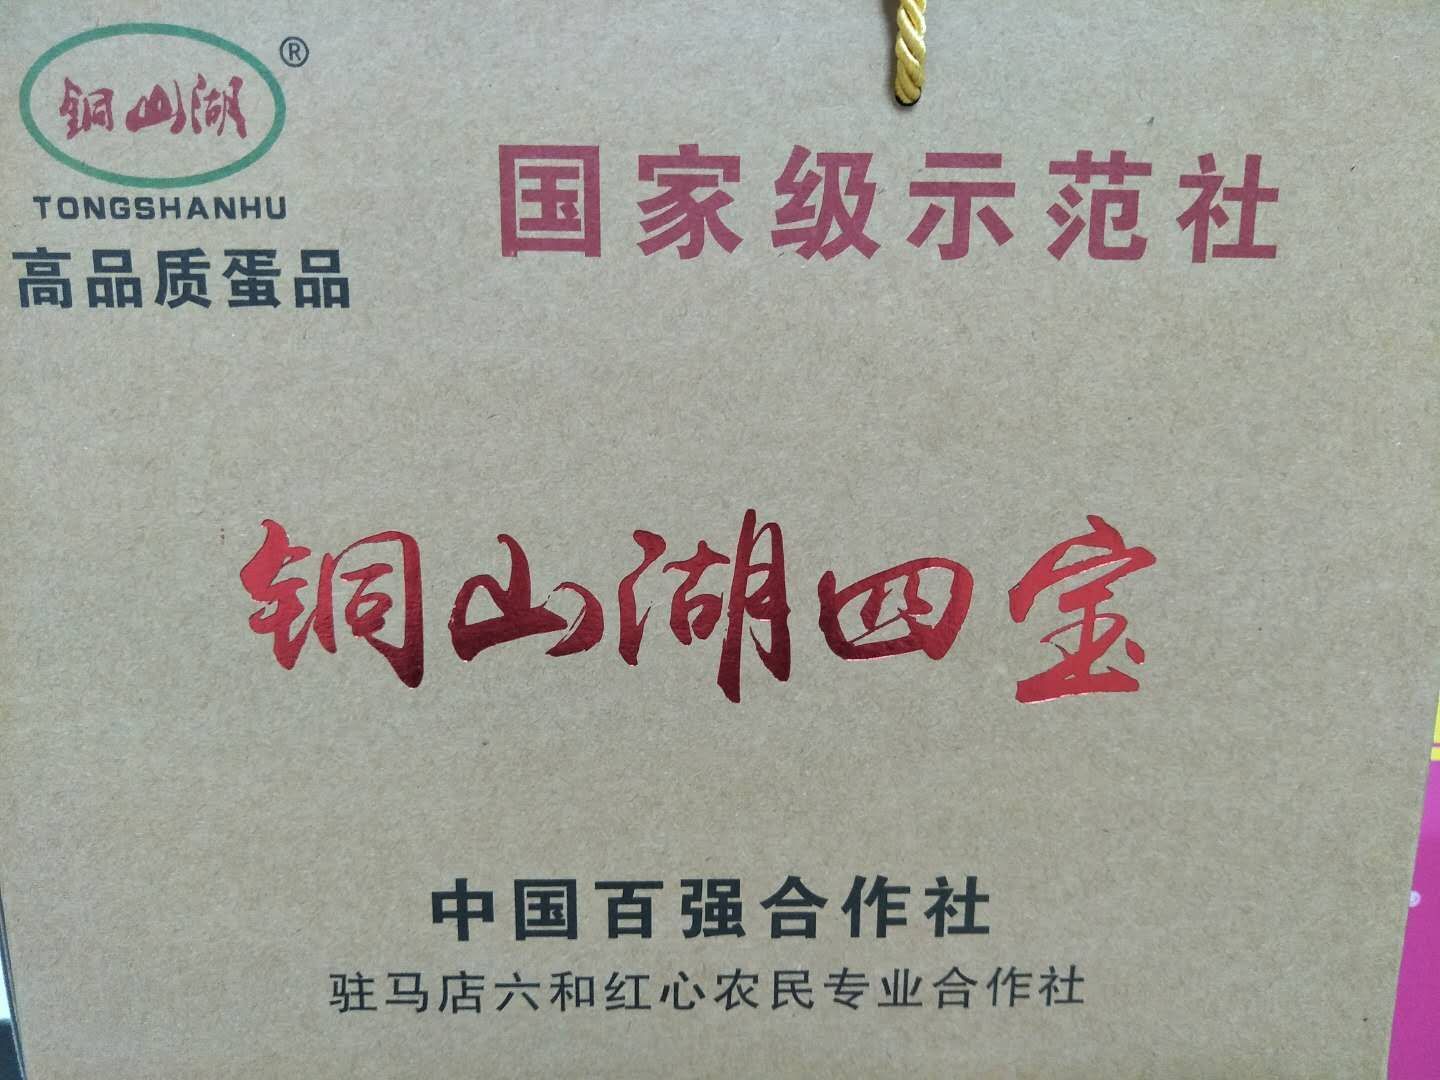 铜山湖
®
TONGSHANHU
高品质蛋品
国家级示范社
铜山湖四宝
中国百强合作社
驻马店六和红心农民专业合作社